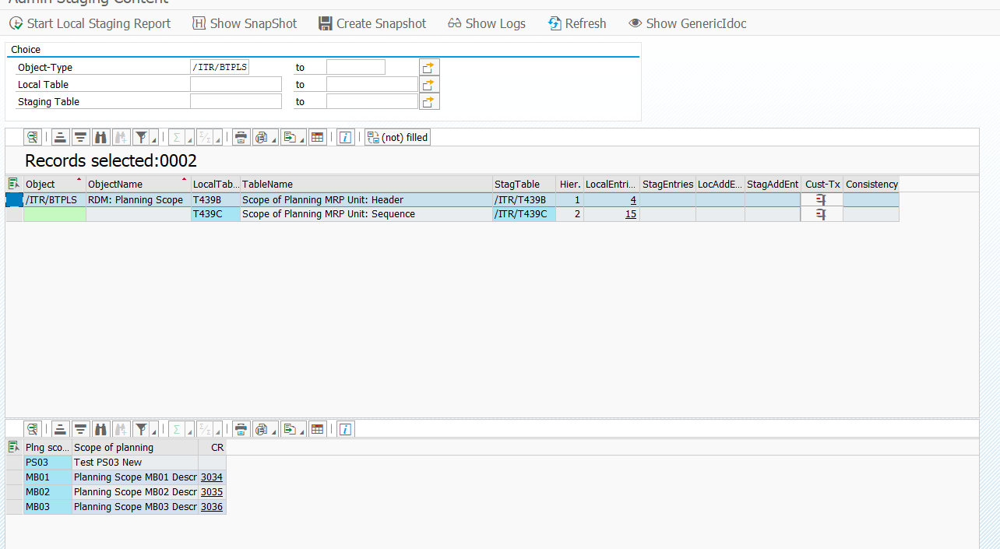 Admin Staging Content
Start Local Staging Report Show SnapShot Create Snapshot Show Logs Refresh Show GenericIdoc
Choice
Object-Type /ITR/BTPLS to
Local Table to
Staging Table to
(not) filled
Records selected:0002
Object ObjectName LocalTab... TableName StagTable Hier. LocalEntri... StagEntries LocAddE... StagAddEnt Cust-Tx Consistency
/ITR/BTPLS RDM: Planning Scope T439B Scope of Planning MRP Unit: Header /ITR/T439B 1 4
T439C Scope of Planning MRP Unit: Sequence /ITR/T439C 2 15
Plng sco... Scope of planning CR
PS03 Test PS03 New
MB01 Planning Scope MB01 Descr 3034
MB02 Planning Scope MB02 Descr 3035
MB03 Planning Scope MB03 Descr 3036